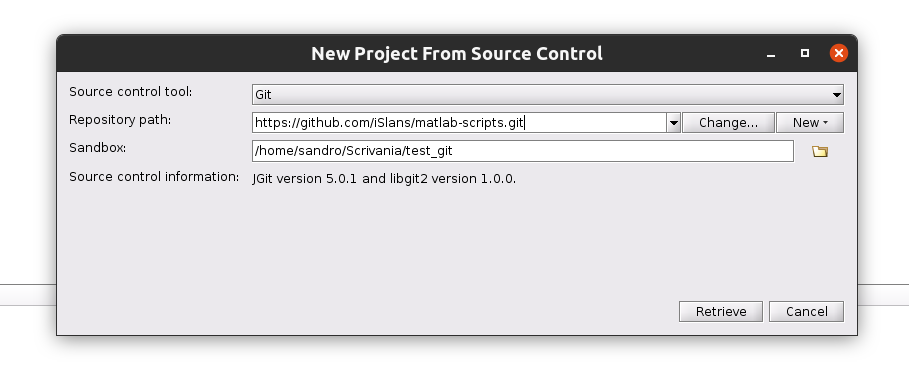 New Project From Source Control
Source control tool: Git
Repository path: https://github.com/iSlans/matlab-scripts.git Change... New
Sandbox: /home/sandro/Scrivania/test_git
Source control information: JGit version 5.0.1 and libgit2 version 1.0.0.
Retrieve Cancel